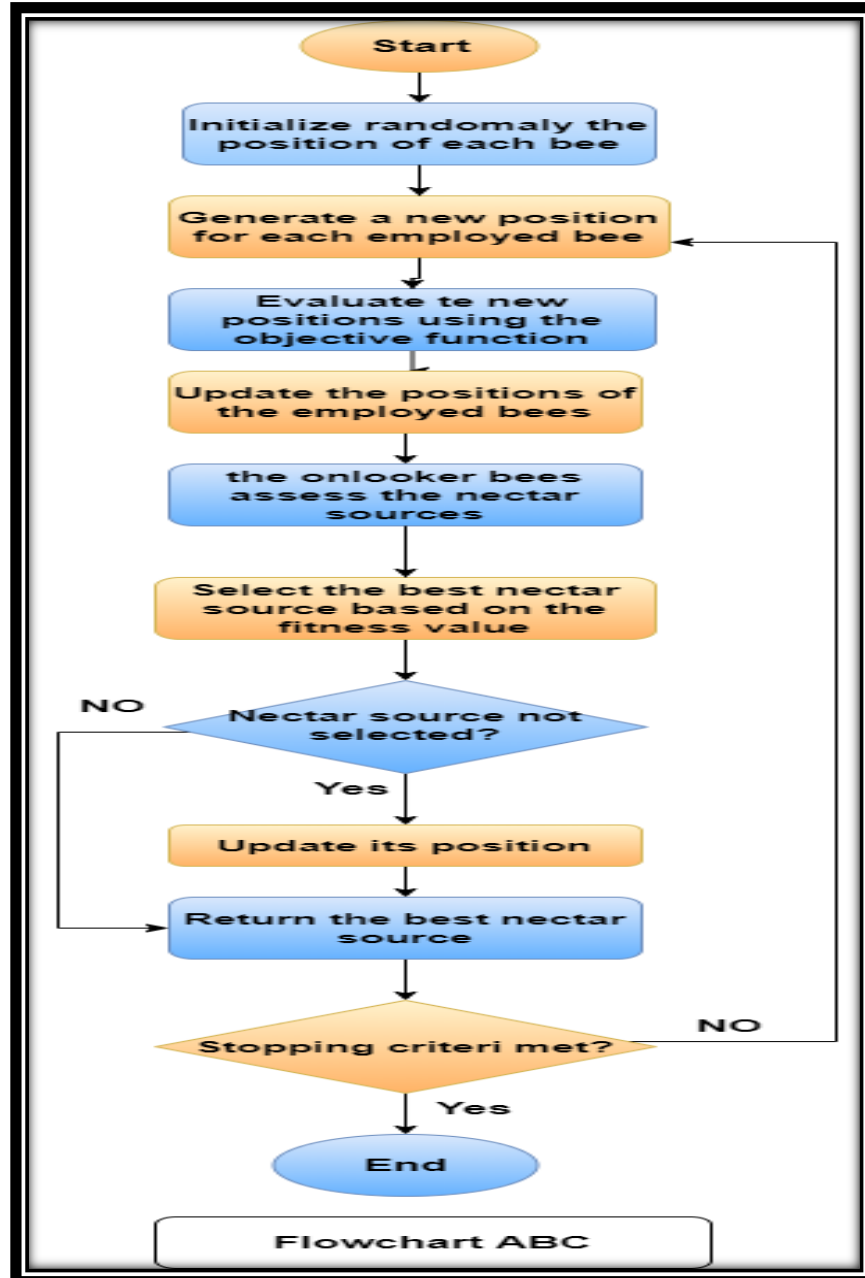 Start
Initialize randomaly the
position of each bee
Generate a new position
for each employed bee
Evaluate te new
positions using the
objective function
Update the positions of
the employed bees
the onlooker bees
assess the nectar
sources
Select the best nectar
source based on the
fitness value
NO
Nectar source not
selected?
Yes
Update its position
Return the best nectar
source
Stopping criteri met?
NO
Yes
End
Flowchart ABC